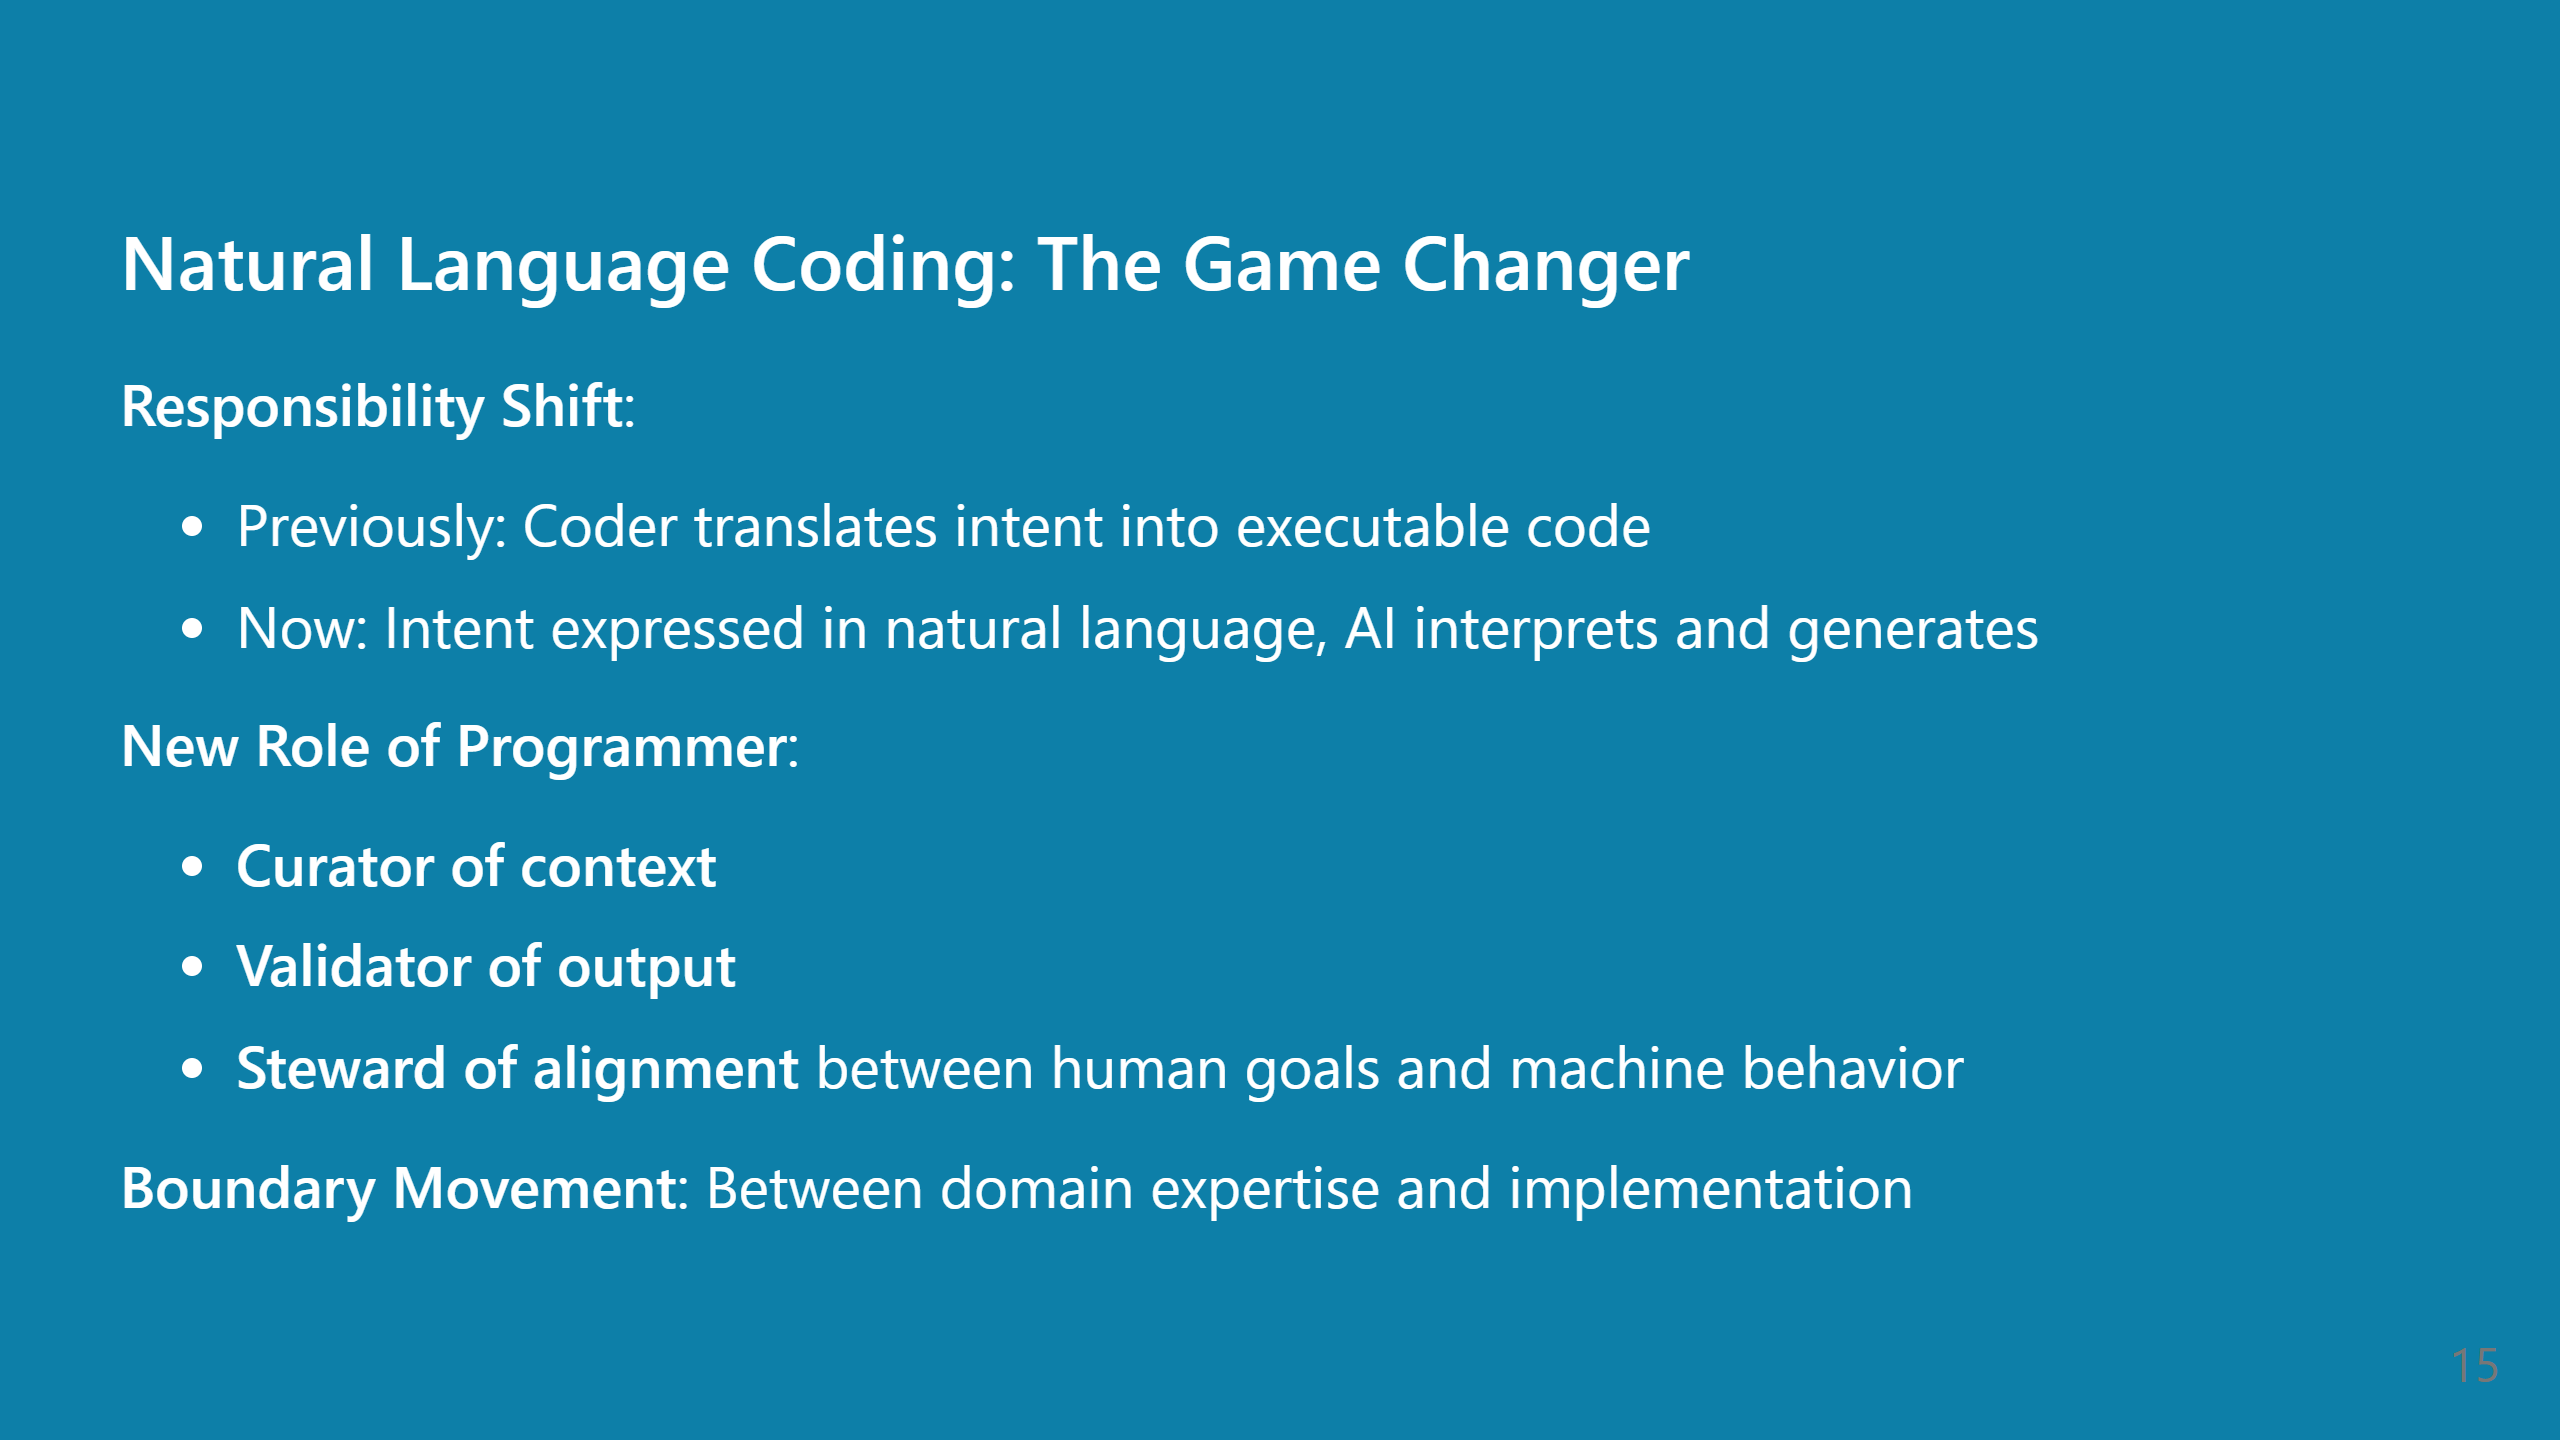 Natural Language Coding: The Game Changer
Responsibility Shift:
• Previously: Coder translates intent into executable code
• Now: Intent expressed in natural language, AI interprets and generates
New Role of Programmer:
• Curator of context
• Validator of output
• Steward of alignment between human goals and machine behavior
Boundary Movement: Between domain expertise and implementation
15